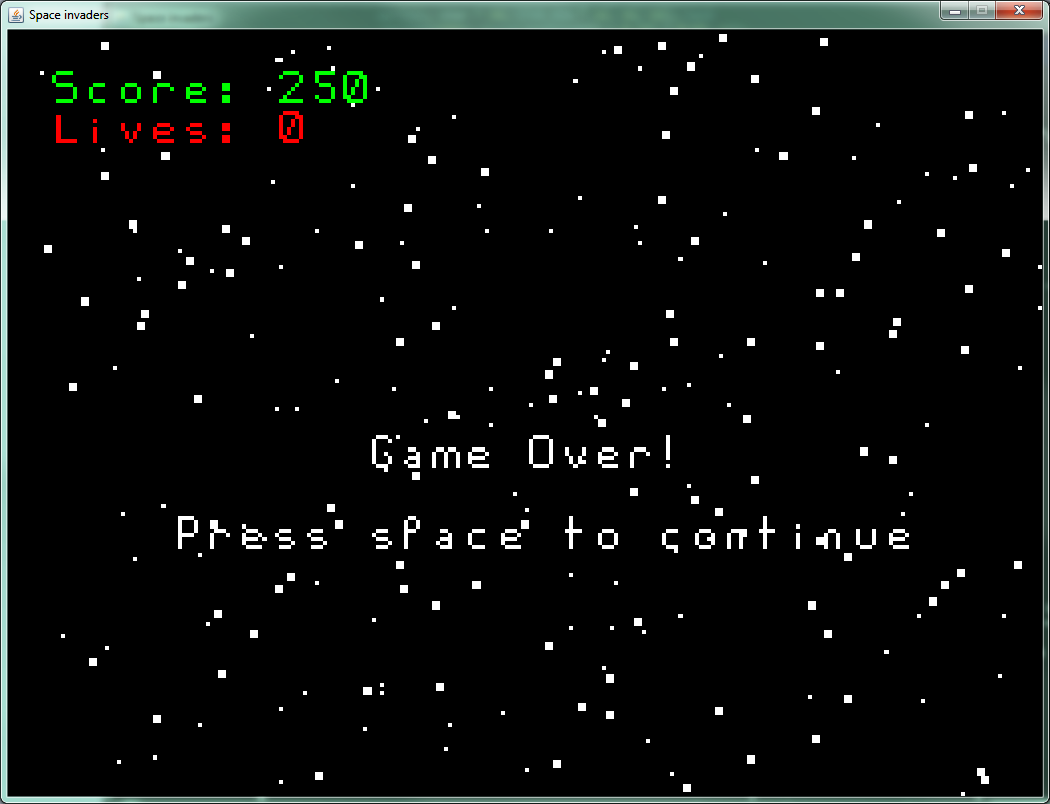 Space invaders
Score: 250
Lives: 0
Game Over!
Press space to continue